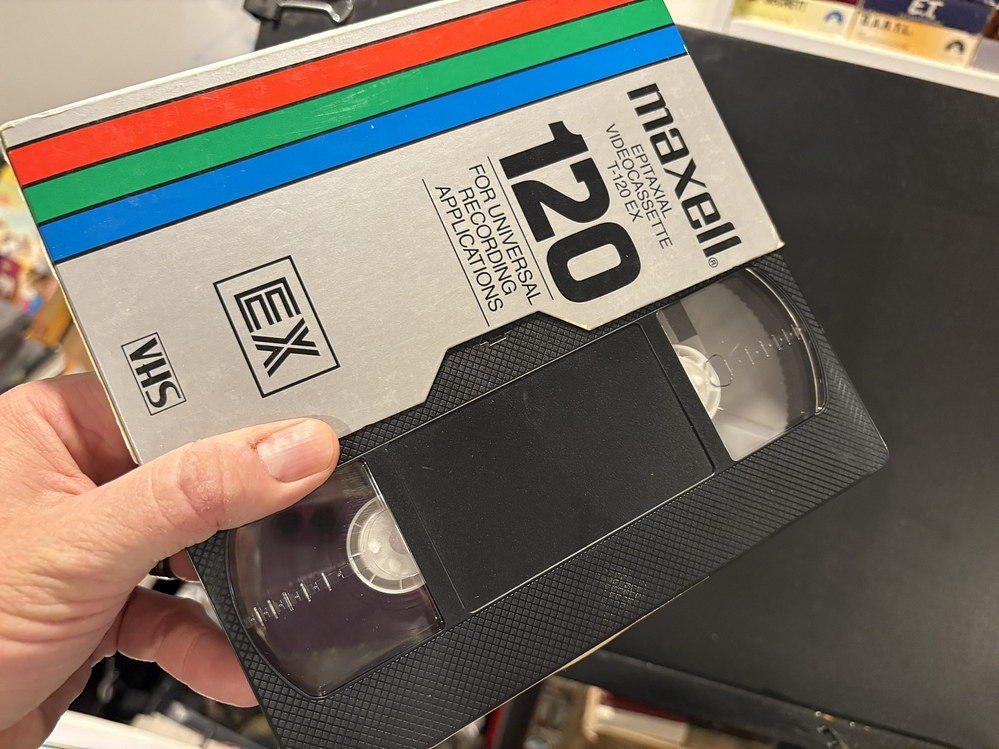 maxell®
EPITAXIAL
VIDEOCASSETTE
T-120 EX
120
FOR UNIVERSAL
RECORDING
APPLICATIONS
EX
VHS
E.T.